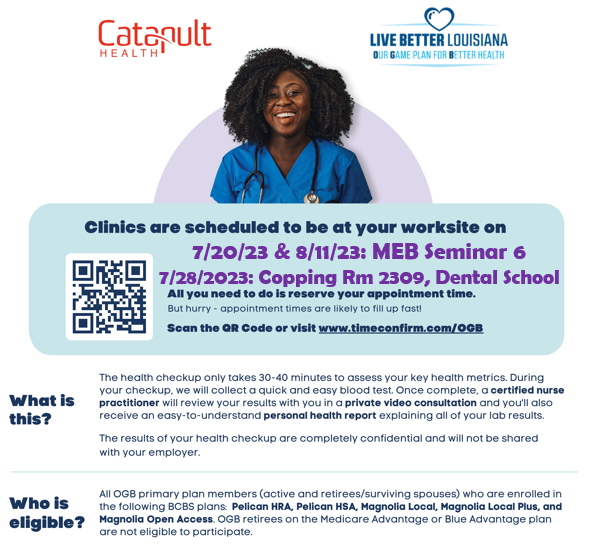 Catapult
HEALTH
LIVE BETTER LOUISIANA
OUR GAME PLAN FOR BETTER HEALTH
Clinics are scheduled to be at your worksite on
7/20/23 & 8/11/23: MEB Seminar 6
7/28/2023: Copping Rm 2309, Dental School
All you need to do is reserve your appointment time.
But hurry - appointment times are likely to fill up fast!
Scan the QR Code or visit www.timeconfirm.com/OGB
What is
this?
The health checkup only takes 30-40 minutes to assess your key health metrics. During
your checkup, we will collect a quick and easy blood test. Once complete, a certified nurse
practitioner will review your results with you in a private video consultation and you'll also
receive an easy-to-understand personal health report explaining all of your lab results.
The results of your health checkup are completely confidential and will not be shared
with your employer.
Who is
eligible?
All OGB primary plan members (active and retirees/surviving spouses) who are enrolled in
the following BCBS plans: Pelican HRA, Pelican HSA, Magnolia Local, Magnolia Local Plus, and
Magnolia Open Access. OGB retirees on the Medicare Advantage or Blue Advantage plan
are not eligible to participate.